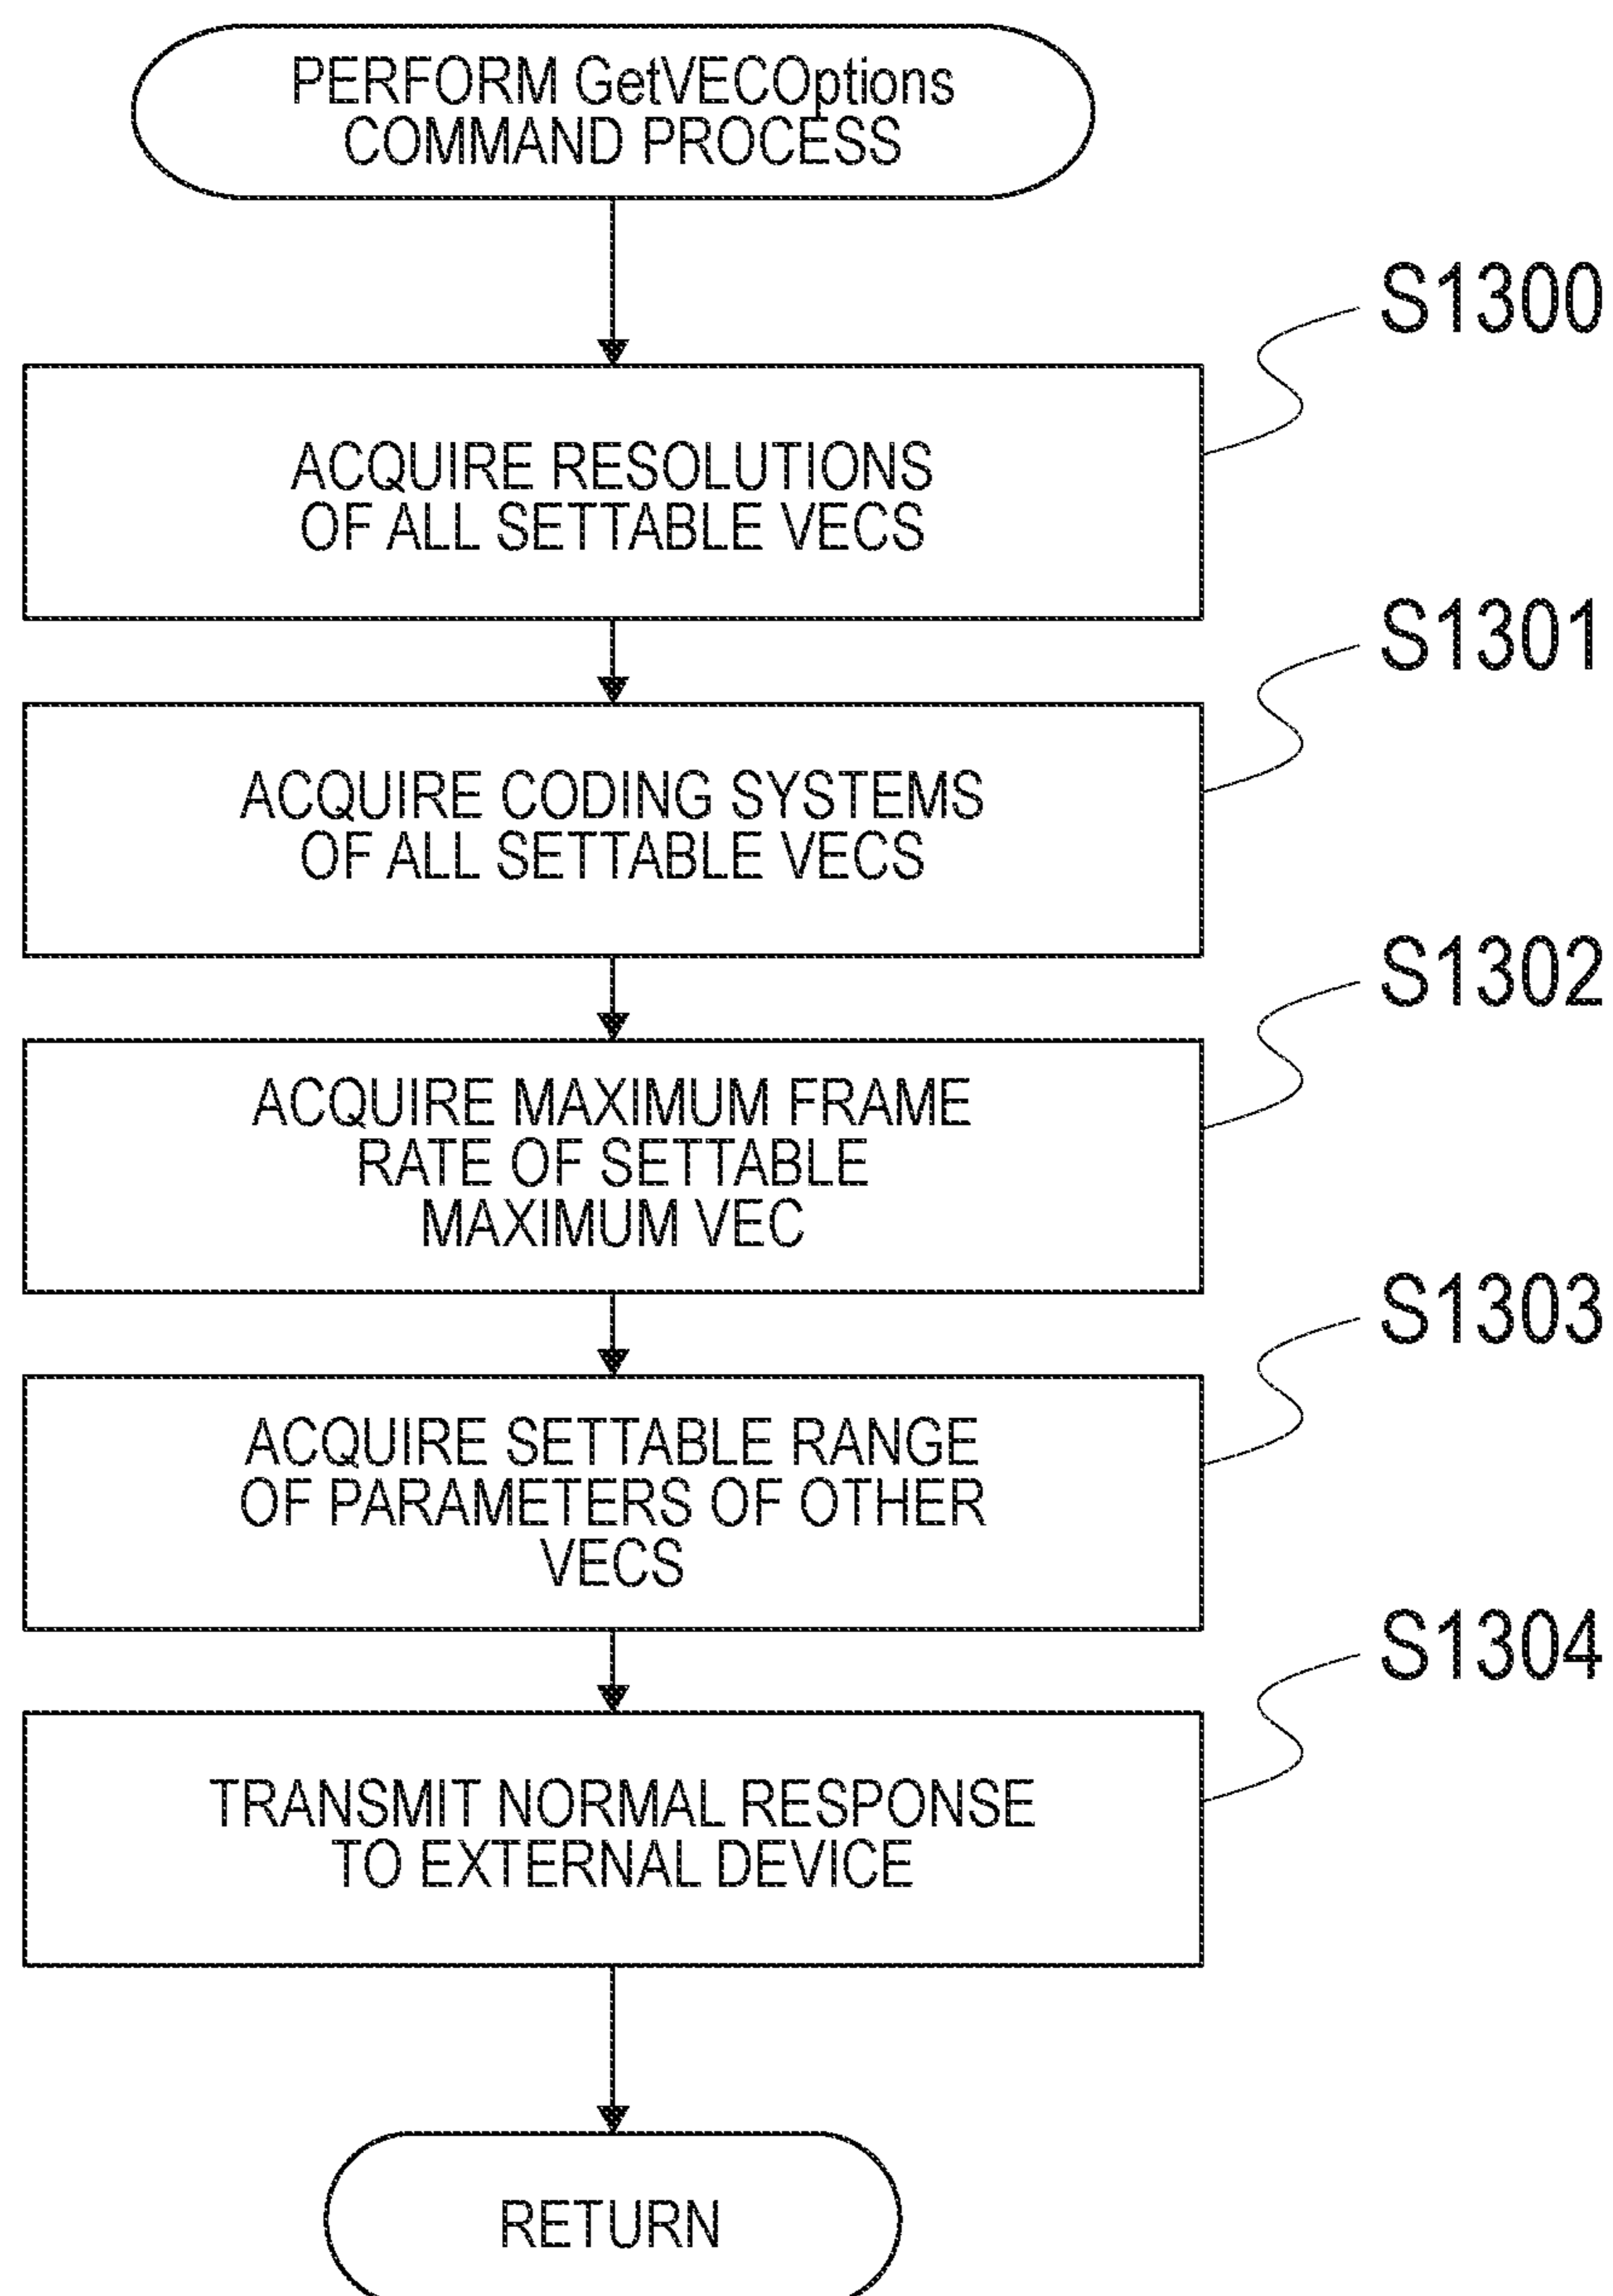 PERFORM GetVECOptions
COMMAND PROCESS
S1300
ACQUIRE RESOLUTIONS
OF ALL SETTABLE VECS
S1301
ACQUIRE CODING SYSTEMS
OF ALL SETTABLE VECS
S1302
ACQUIRE MAXIMUM FRAME
RATE OF SETTABLE
MAXIMUM VEC
S1303
ACQUIRE SETTABLE RANGE
OF PARAMETERS OF OTHER
VECS
S1304
TRANSMIT NORMAL RESPONSE
TO EXTERNAL DEVICE
RETURN